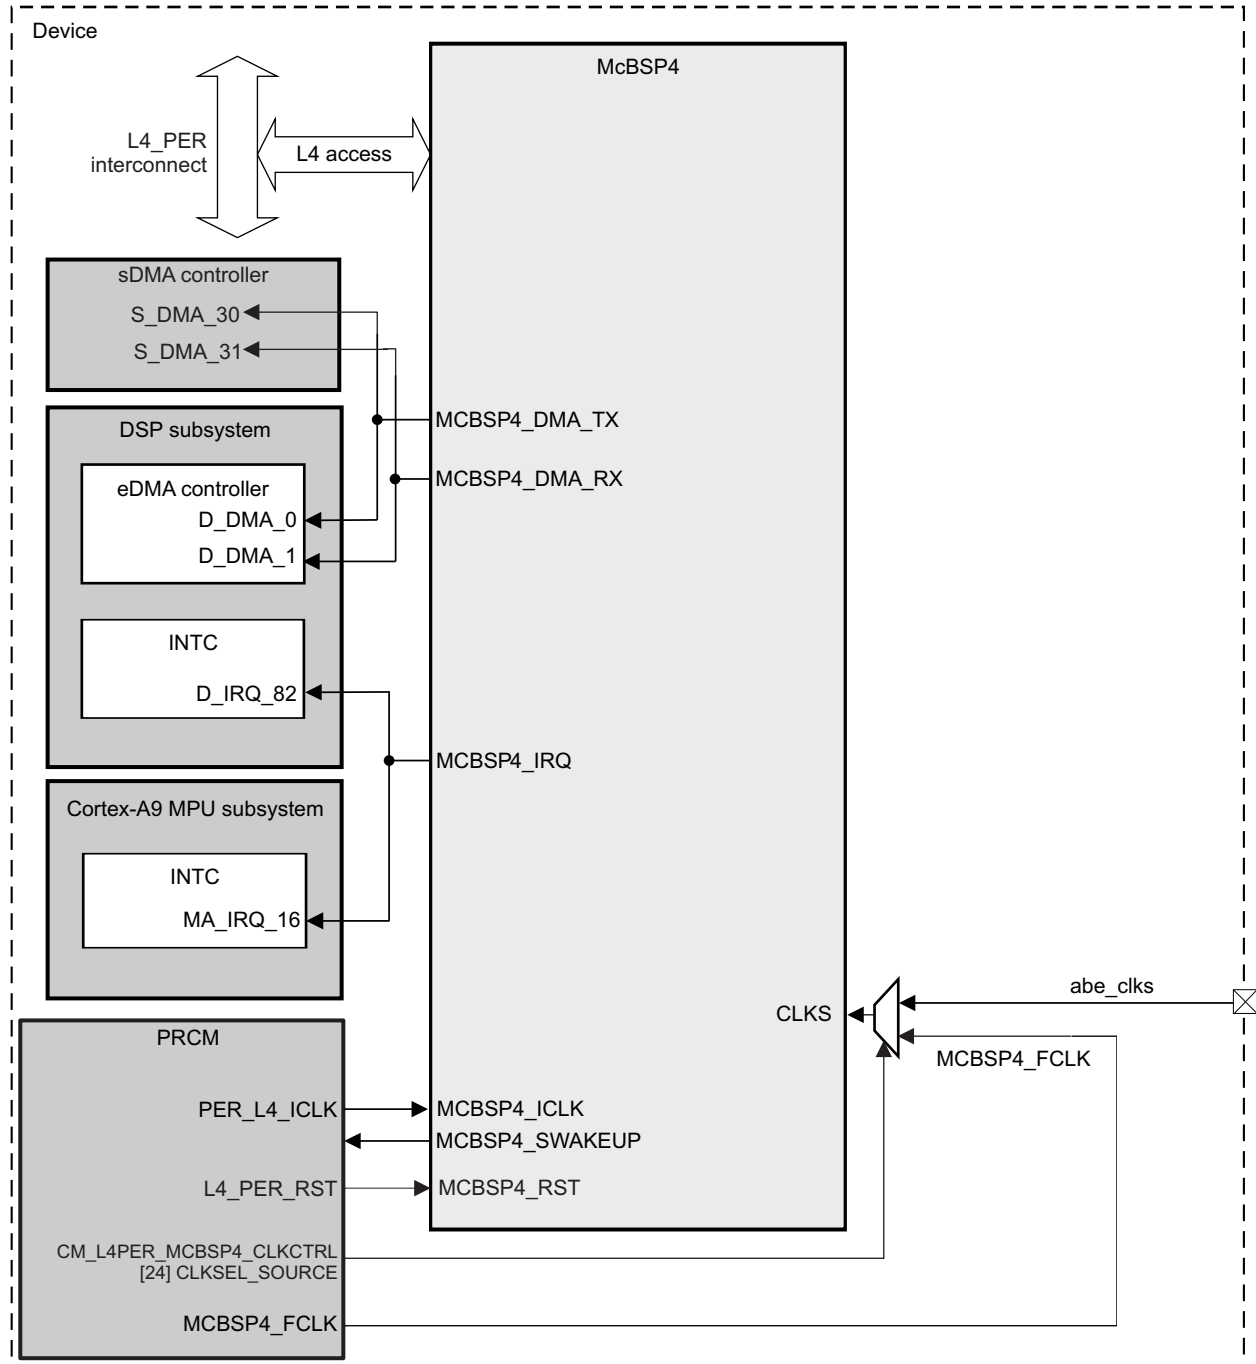 Device
McBSP4
L4_PER
interconnect
L4 access
sDMA controller
S_DMA_30
S_DMA_31
DSP subsystem
MCBSP4_DMA_TX
eDMA controller
MCBSP4_DMA_RX
D_DMA_0
D_DMA_1
INTC
D_IRQ_82
MCBSP4_IRQ
Cortex-A9 MPU subsystem
INTC
MA_IRQ_16
abe_clks
CLKS
PRCM
MCBSP4_FCLK
PER_L4_ICLK
MCBSP4_ICLK
MCBSP4_SWAKEUP
L4_PER_RST
MCBSP4_RST
CM_L4PER_MCBSP4_CLKCTRL
[24] CLKSEL_SOURCE
MCBSP4_FCLK